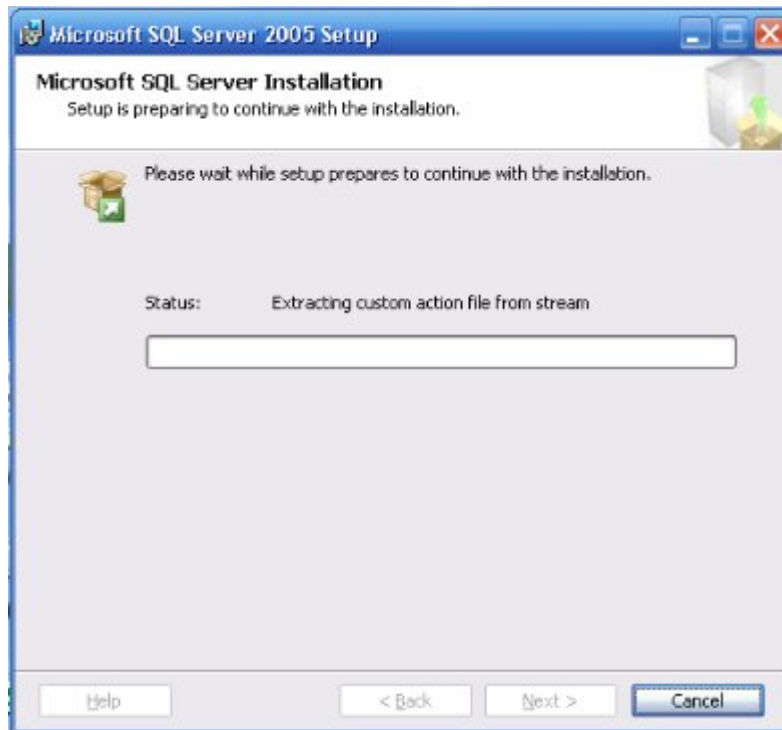 Microsoft SQL Server 2005 Setup
Microsoft SQL Server Installation
Setup is preparing to continue with the installation.
Please wait while setup prepares to continue with the installation.
Status: Extracting custom action file from stream
Help < Back Next > Cancel